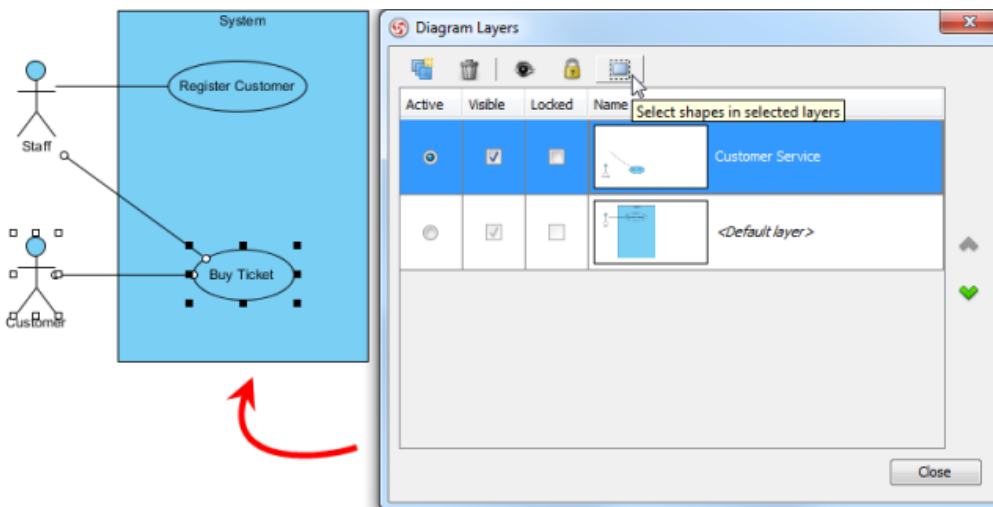 System
Register Customer
Staff
Buy Ticket
Customer
Diagram Layers
Active Visible Locked Name
Select shapes in selected layers
Customer Service
<Default layer>
Close